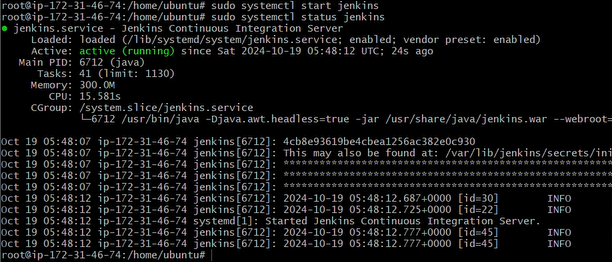 root@ip-172-31-46-74:/home/ubuntu# sudo systemctl start jenkins
root@ip-172-31-46-74:/home/ubuntu# sudo systemctl status jenkins
● jenkins.service - Jenkins Continuous Integration Server
Loaded: loaded (/lib/systemd/system/jenkins.service; enabled; vendor preset: enabled)
Active: active (running) since Sat 2024-10-19 05:48:12 UTC; 24s ago
Main PID: 6712 (java)
Tasks: 41 (limit: 1130)
Memory: 300.0M
CPU: 15.581s
CGroup: /system.slice/jenkins.service
└─6712 /usr/bin/java -Djava.awt.headless=true -jar /usr/share/java/jenkins.war --webroot=
Oct 19 05:48:07 ip-172-31-46-74 jenkins[6712]: 4cb8e93619be4cbea1256ac382e0c930
Oct 19 05:48:07 ip-172-31-46-74 jenkins[6712]: This may also be found at: /var/lib/jenkins/secrets/ini
Oct 19 05:48:07 ip-172-31-46-74 jenkins[6712]: *************************************************
Oct 19 05:48:07 ip-172-31-46-74 jenkins[6712]: *************************************************
Oct 19 05:48:07 ip-172-31-46-74 jenkins[6712]: *************************************************
Oct 19 05:48:12 ip-172-31-46-74 jenkins[6712]: 2024-10-19 05:48:12.687+0000 [id=30] INFO
Oct 19 05:48:12 ip-172-31-46-74 jenkins[6712]: 2024-10-19 05:48:12.725+0000 [id=22] INFO
Oct 19 05:48:12 ip-172-31-46-74 systemd[1]: Started Jenkins Continuous Integration Server.
Oct 19 05:48:12 ip-172-31-46-74 jenkins[6712]: 2024-10-19 05:48:12.777+0000 [id=45] INFO
Oct 19 05:48:12 ip-172-31-46-74 jenkins[6712]: 2024-10-19 05:48:12.777+0000 [id=45] INFO
root@ip-172-31-46-74:/home/ubuntu#